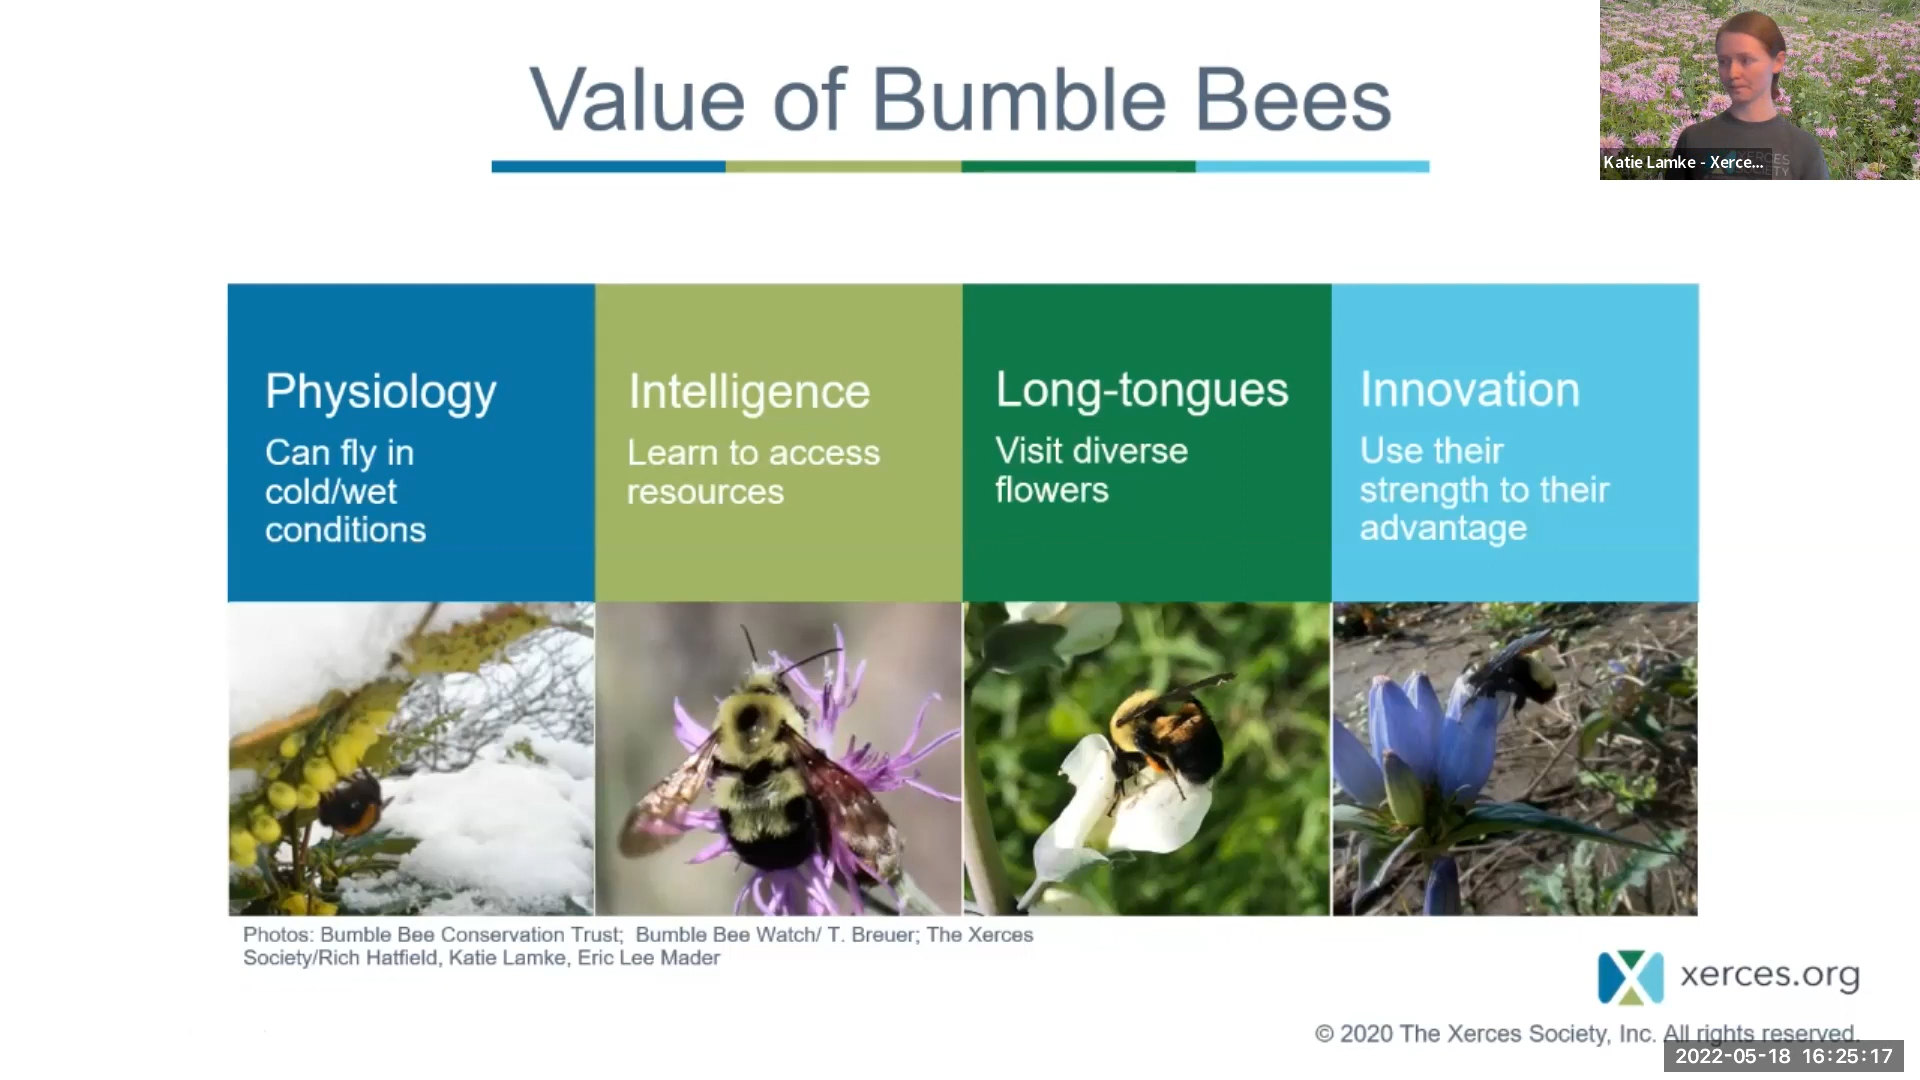 Value of Bumble Bees
Katie Lamke - Xerce...
Physiology
Can fly in
cold/wet
conditions
Intelligence
Learn to access
resources
Long-tongues
Visit diverse
flowers
Innovation
Use their
strength to their
advantage
Photos: Bumble Bee Conservation Trust; Bumble Bee Watch/ T. Breuer; The Xerces
Society/Rich Hatfield, Katie Lamke, Eric Lee Mader
xerces.org
© 2020 The Xerces Society, Inc. All rights reserved.
2022-05-18 16:25:17